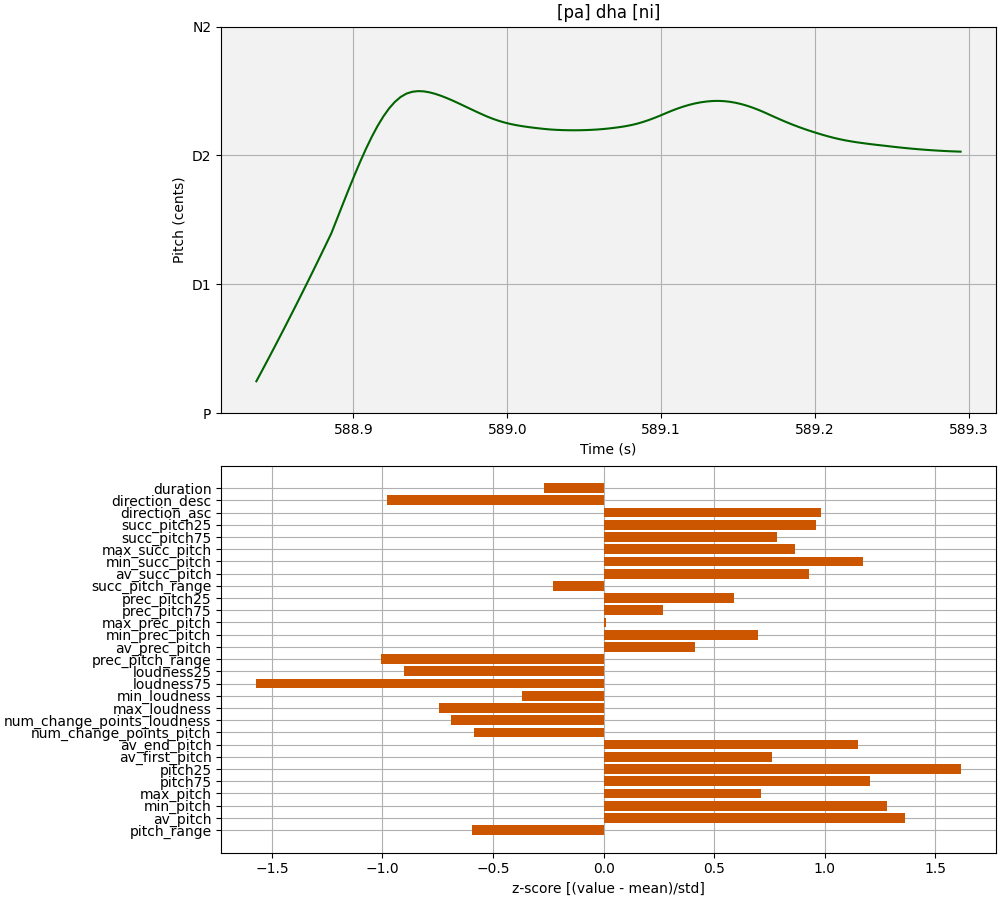 [pa] dha [ni]
N2
D2
D1
P
Pitch (cents)
588.9 589.0 589.1 589.2 589.3
Time (s)
duration
direction_desc
direction_asc
succ_pitch25
succ_pitch75
max_succ_pitch
min_succ_pitch
av_succ_pitch
succ_pitch_range
prec_pitch25
prec_pitch75
max_prec_pitch
min_prec_pitch
av_prec_pitch
prec_pitch_range
loudness25
loudness75
min_loudness
max_loudness
num_change_points_loudness
num_change_points_pitch
av_end_pitch
av_first_pitch
pitch25
pitch75
max_pitch
min_pitch
av_pitch
pitch_range
−1.5 −1.0 −0.5 0.0 0.5 1.0 1.5
z-score [(value - mean)/std]